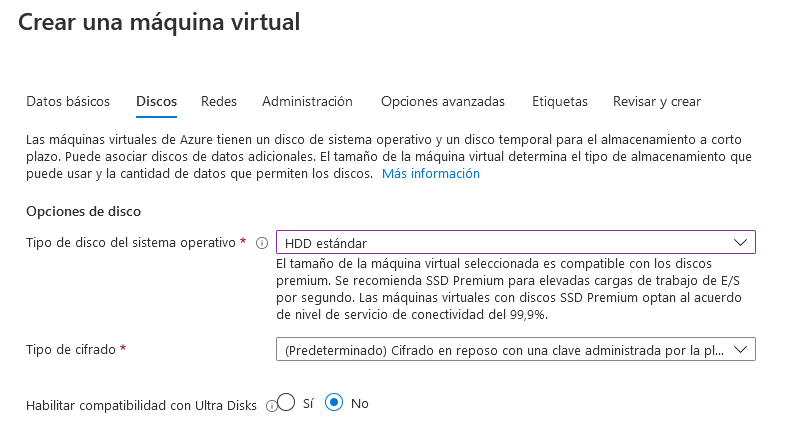 Crear una máquina virtual
Datos básicos Discos Redes Administración Opciones avanzadas Etiquetas Revisar y crear
Las máquinas virtuales de Azure tienen un disco de sistema operativo y un disco temporal para el almacenamiento a corto
plazo. Puede asociar discos de datos adicionales. El tamaño de la máquina virtual determina el tipo de almacenamiento que
puede usar y la cantidad de datos que permiten los discos. Más información
Opciones de disco
Tipo de disco del sistema operativo * HDD estándar
El tamaño de la máquina virtual seleccionada es compatible con los discos
premium. Se recomienda SSD Premium para elevadas cargas de trabajo de E/S
por segundo. Las máquinas virtuales con discos SSD Premium optan al acuerdo
de nivel de servicio de conectividad del 99,9%.
Tipo de cifrado * (Predeterminado) Cifrado en reposo con una clave administrada por la pl...
Habilitar compatibilidad con Ultra Disks Sí No